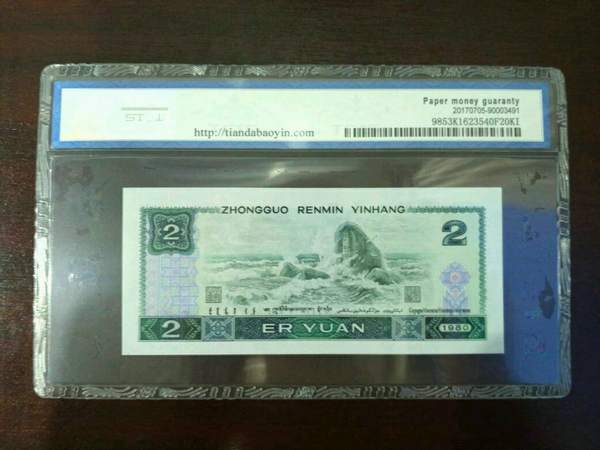 Paper money guaranty
20170705-90003491
9853K1623540F20KI
http://tiandabaoyin.com
ZHONGGUO RENMIN YINHANG
2
2
2
ER YUAN
1980